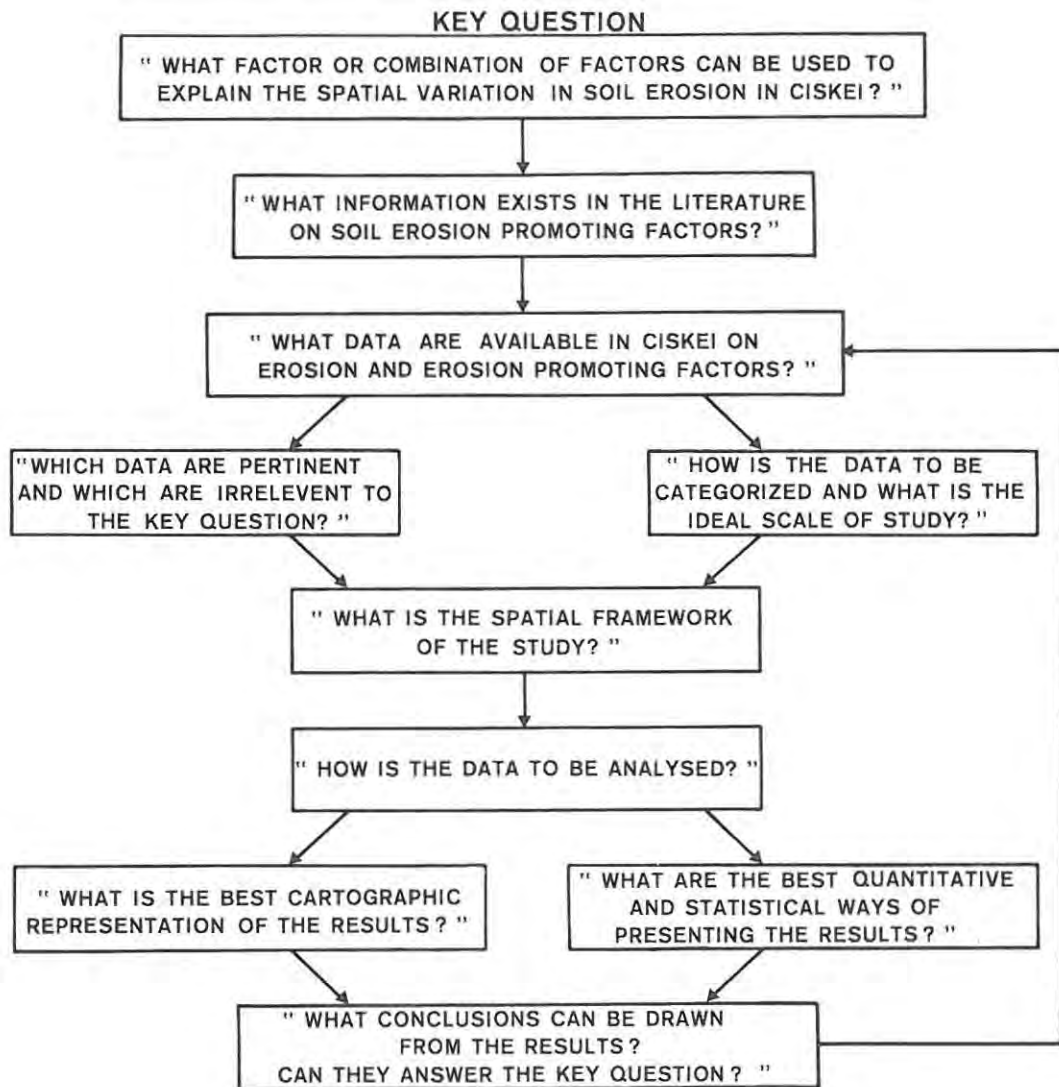 KEY QUESTION
" WHAT FACTOR OR COMBINATION OF FACTORS CAN BE USED TO
EXPLAIN THE SPATIAL VARIATION IN SOIL EROSION IN CISKEI? "
" WHAT INFORMATION EXISTS IN THE LITERATURE
ON SOIL EROSION PROMOTING FACTORS? "
" WHAT DATA ARE AVAILABLE IN CISKEI ON
EROSION AND EROSION PROMOTING FACTORS? "
"WHICH DATA ARE PERTINENT
AND WHICH ARE IRRELEVENT TO
THE KEY QUESTION? "
" HOW IS THE DATA TO BE
CATEGORIZED AND WHAT IS THE
IDEAL SCALE OF STUDY? "
" WHAT IS THE SPATIAL FRAMEWORK
OF THE STUDY? "
" HOW IS THE DATA TO BE ANALYSED? "
" WHAT IS THE BEST CARTOGRAPHIC
REPRESENTATION OF THE RESULTS? "
" WHAT ARE THE BEST QUANTITATIVE
AND STATISTICAL WAYS OF
PRESENTING THE RESULTS? "
" WHAT CONCLUSIONS CAN BE DRAWN
FROM THE RESULTS?
CAN THEY ANSWER THE KEY QUESTION? "